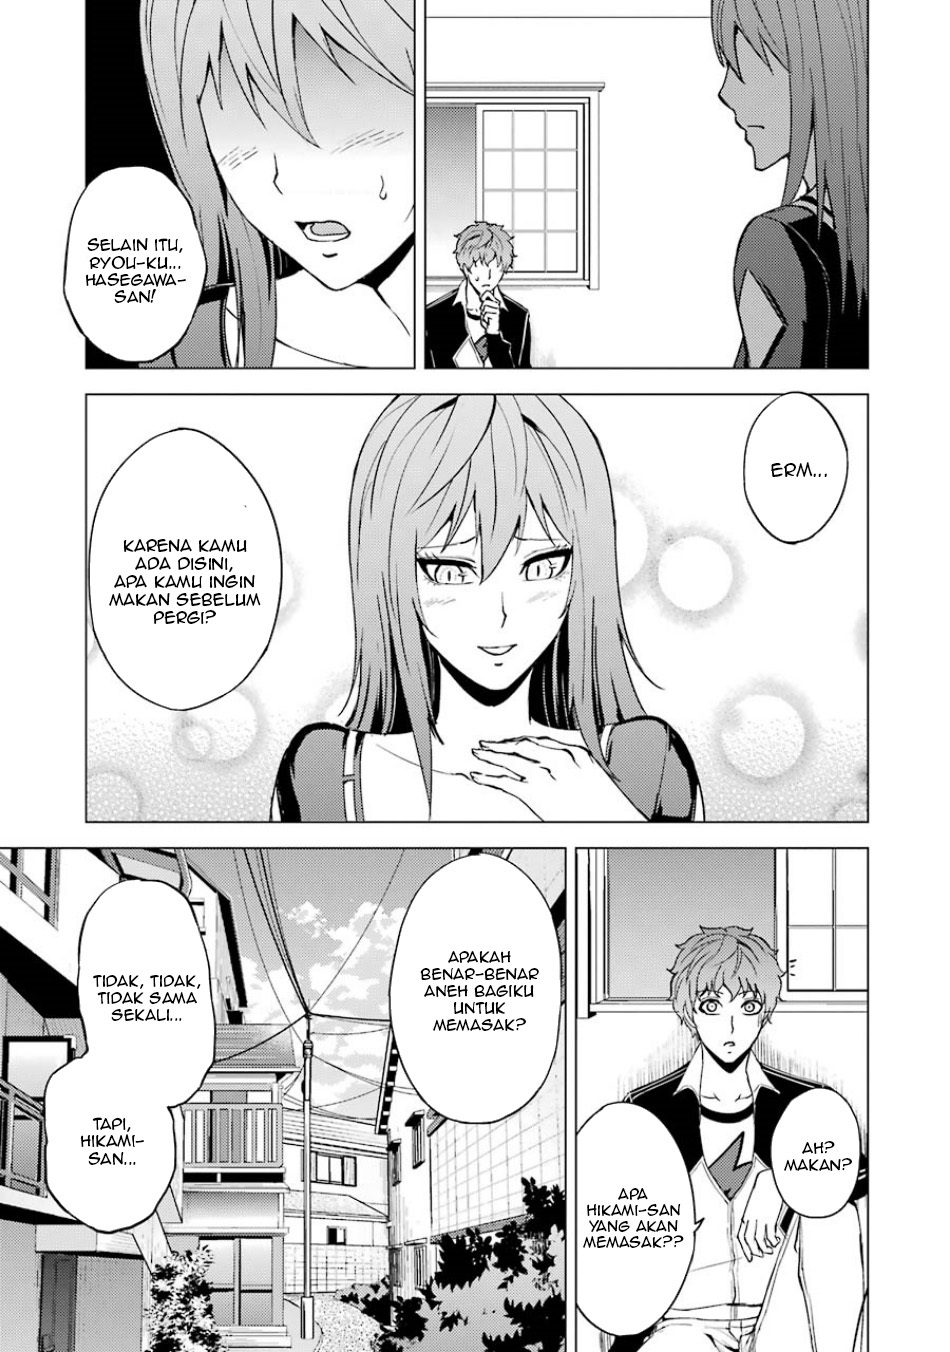 SELAIN ITU,
RYOU-KU...
HASEGAWA-
SAN!
ERM...
KARENA KAMU
ADA DISINI,
APA KAMU INGIN
MAKAN SEBELUM
PERGI?
AH?
MAKAN?
APA
HIKAMI-SAN
YANG AKAN
MEMASAK??
APAKAH
BENAR-BENAR
ANEH BAGIKU
UNTUK
MEMASAK?
TIDAK, TIDAK,
TIDAK SAMA
SEKALI...
TAPI,
HIKAMI-
SAN...